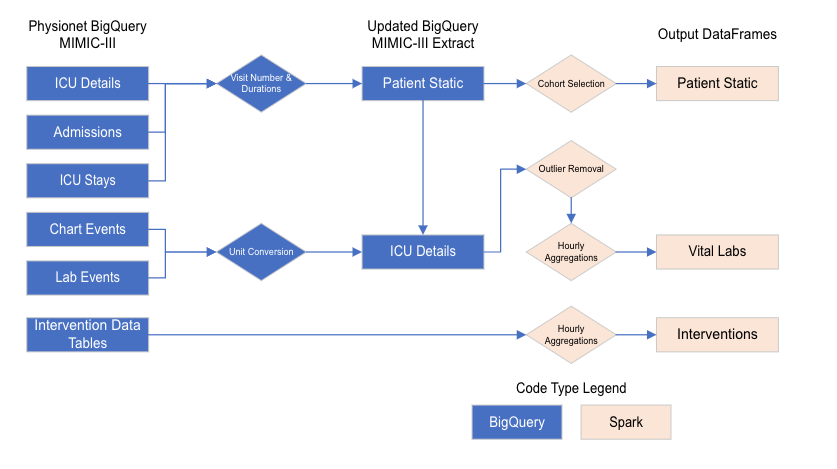 Physionet BigQuery
MIMIC-III
Updated BigQuery
MIMIC-III Extract
Output DataFrames
ICU Details
Visit Number &
Durations
Patient Static
Cohort Selection
Patient Static
Admissions
ICU Stays
Outlier Removal
Chart Events
Unit Conversion
ICU Details
Hourly
Aggregations
Vital Labs
Lab Events
Intervention Data
Tables
Hourly
Aggregations
Interventions
Code Type Legend
BigQuery
Spark